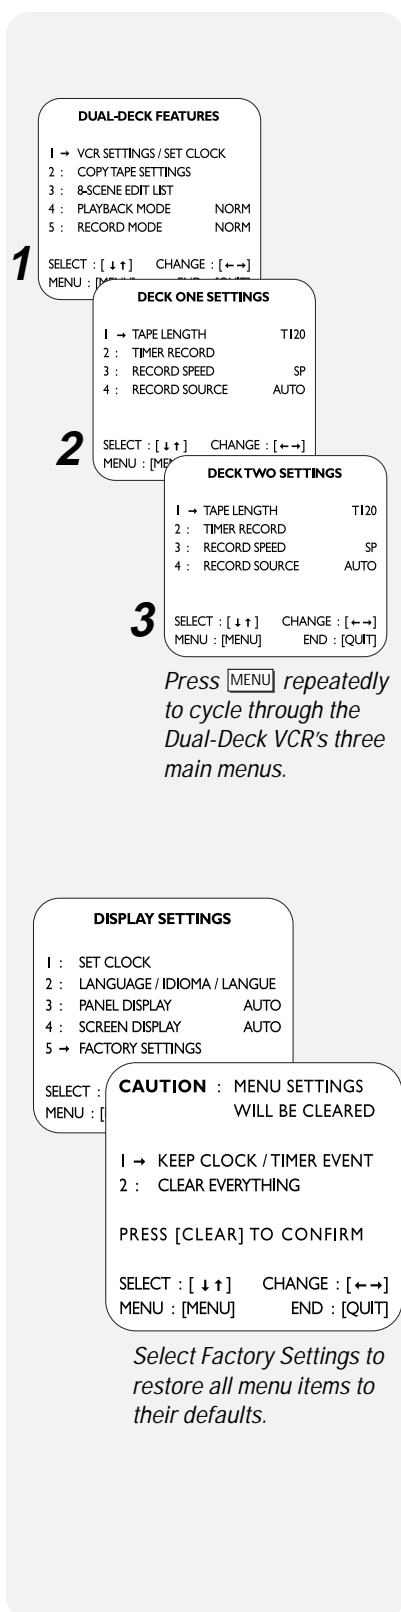 DUAL-DECK FEATURES
1 → VCR SETTINGS / SET CLOCK
2 : COPY TAPE SETTINGS
3 : 8-SCENE EDIT LIST
4 : PLAYBACK MODE NORM
5 : RECORD MODE NORM
SELECT : [ ↓ ↑ ] CHANGE : [ ← → ]
MENU :
1
DECK ONE SETTINGS
1 → TAPE LENGTH T120
2 : TIMER RECORD
3 : RECORD SPEED SP
4 : RECORD SOURCE AUTO
SELECT : [ ↓ ↑ ] CHANGE : [ ← → ]
MENU : [ME
2
DECK TWO SETTINGS
1 → TAPE LENGTH T120
2 : TIMER RECORD
3 : RECORD SPEED SP
4 : RECORD SOURCE AUTO
SELECT : [ ↓ ↑ ] CHANGE : [ ← → ]
MENU : [MENU] END : [QUIT]
3
Press MENU repeatedly
to cycle through the
Dual-Deck VCR's three
main menus.
DISPLAY SETTINGS
1 : SET CLOCK
2 : LANGUAGE / IDIOMA / LANGUE
3 : PANEL DISPLAY AUTO
4 : SCREEN DISPLAY AUTO
5 → FACTORY SETTINGS
SELECT :
MENU : [
CAUTION : MENU SETTINGS
WILL BE CLEARED
1 → KEEP CLOCK / TIMER EVENT
2 : CLEAR EVERYTHING
PRESS [CLEAR] TO CONFIRM
SELECT : [ ↓ ↑ ] CHANGE : [ ← → ]
MENU : [MENU] END : [QUIT]
Select Factory Settings to
restore all menu items to
their defaults.